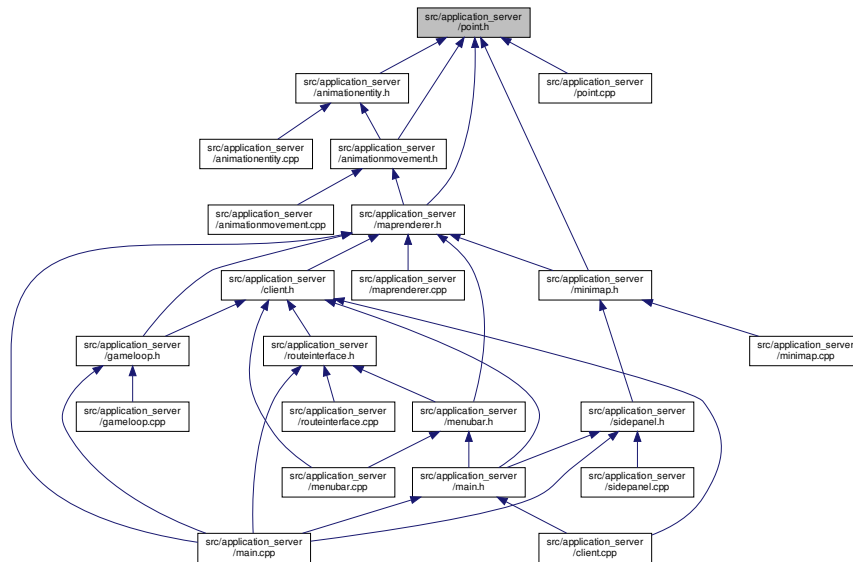 src/application_server
/point.h
src/application_server
/animationentity.h
src/application_server
/point.cpp
src/application_server
/animationentity.cpp
src/application_server
/animationmovement.h
src/application_server
/animationmovement.cpp
src/application_server
/maprenderer.h
src/application_server
/client.h
src/application_server
/maprenderer.cpp
src/application_server
/minimap.h
src/application_server
/gameloop.h
src/application_server
/routeinterface.h
src/application_server
/minimap.cpp
src/application_server
/gameloop.cpp
src/application_server
/routeinterface.cpp
src/application_server
/menubar.h
src/application_server
/sidepanel.h
src/application_server
/menubar.cpp
src/application_server
/main.h
src/application_server
/sidepanel.cpp
src/application_server
/main.cpp
src/application_server
/client.cpp